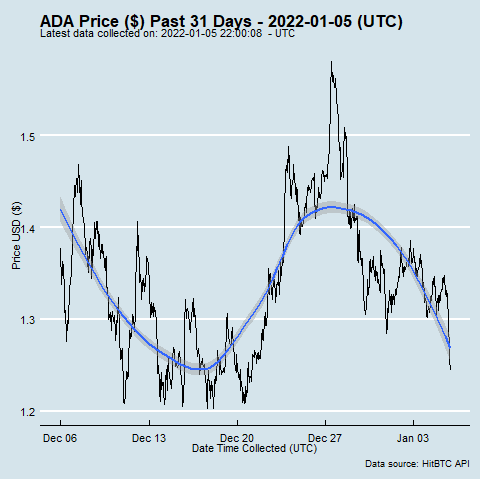 ADA Price ($) Past 31 Days - 2022-01-05 (UTC)
Latest data collected on: 2022-01-05 22:00:08  - UTC
Price USD ($)
1.5
1.4
1.3
1.2
Dec 06
Dec 13
Dec 20
Dec 27
Jan 03
Date Time Collected (UTC)
Data source: HitBTC API